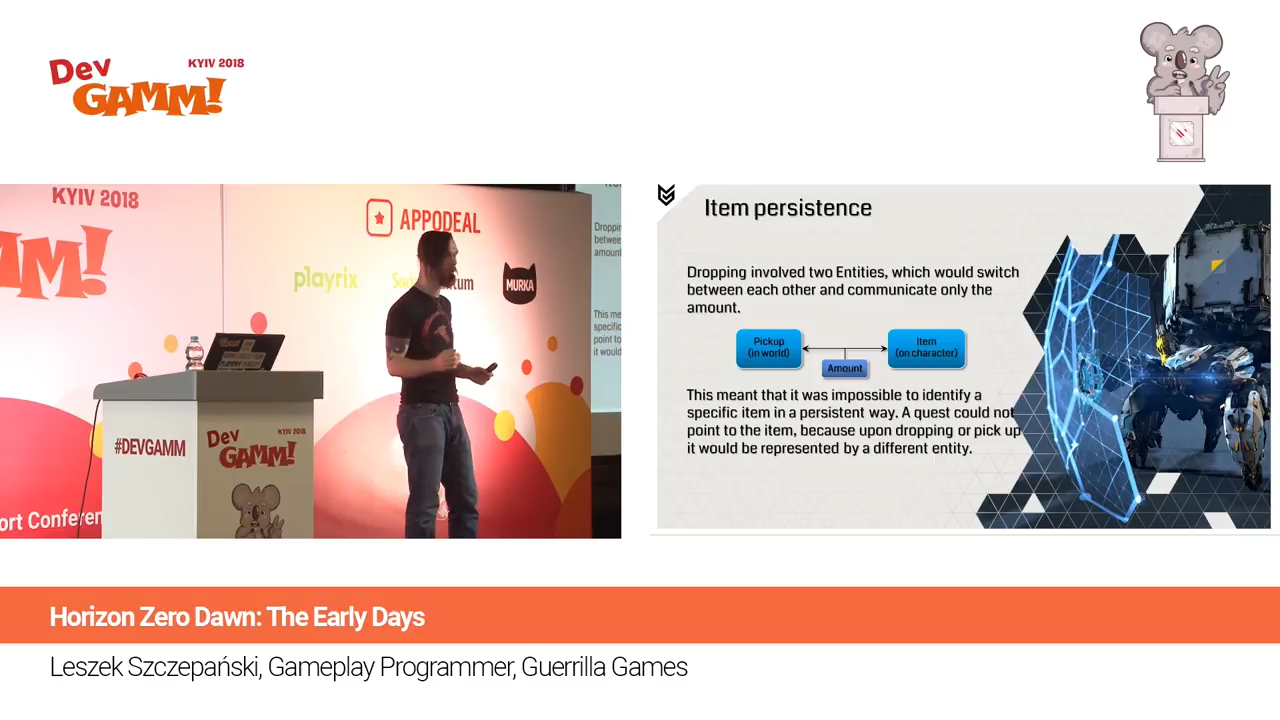 Dev
GAMM!
KYIV 2018
KYIV 2018
MM!
APPODEAL
playrix
MURKA
#DEVGAMM
Dev
GAMM!
KYIV 2018
ort Conferen
Item persistence
Dropping involved two Entities, which would switch
between each other and communicate only the
amount.
Pickup
(in world)
Item
(on character)
Amount
This meant that it was impossible to identify a
specific item in a persistent way. A quest could not
point to the item, because upon dropping or pick up
it would be represented by a different entity.
Horizon Zero Dawn: The Early Days
Leszek Szczepański, Gameplay Programmer, Guerrilla Games